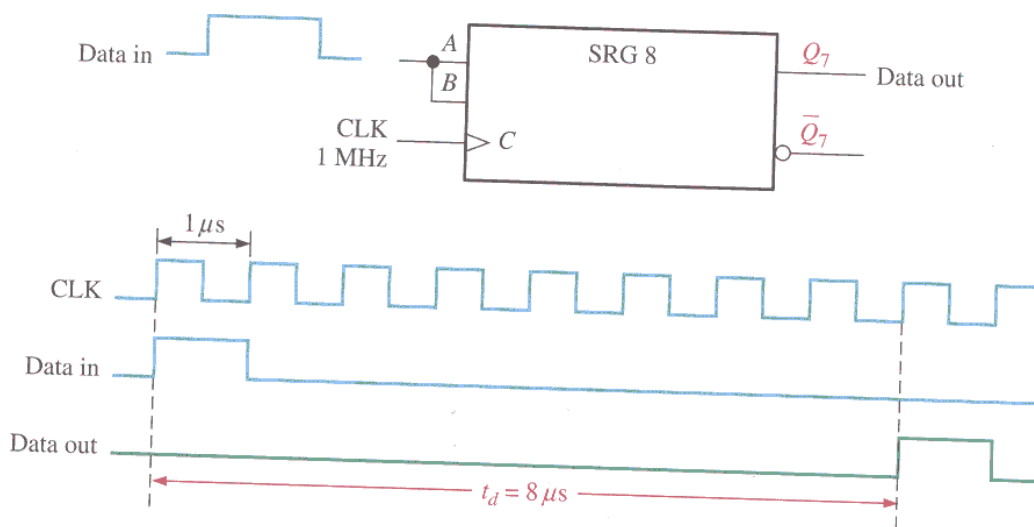 Data in
A
B
CLK
1 MHz
C
SRG 8
Q₇
Data out
Q̅₇
1 μs
CLK
Data in
Data out
t_d = 8 μs